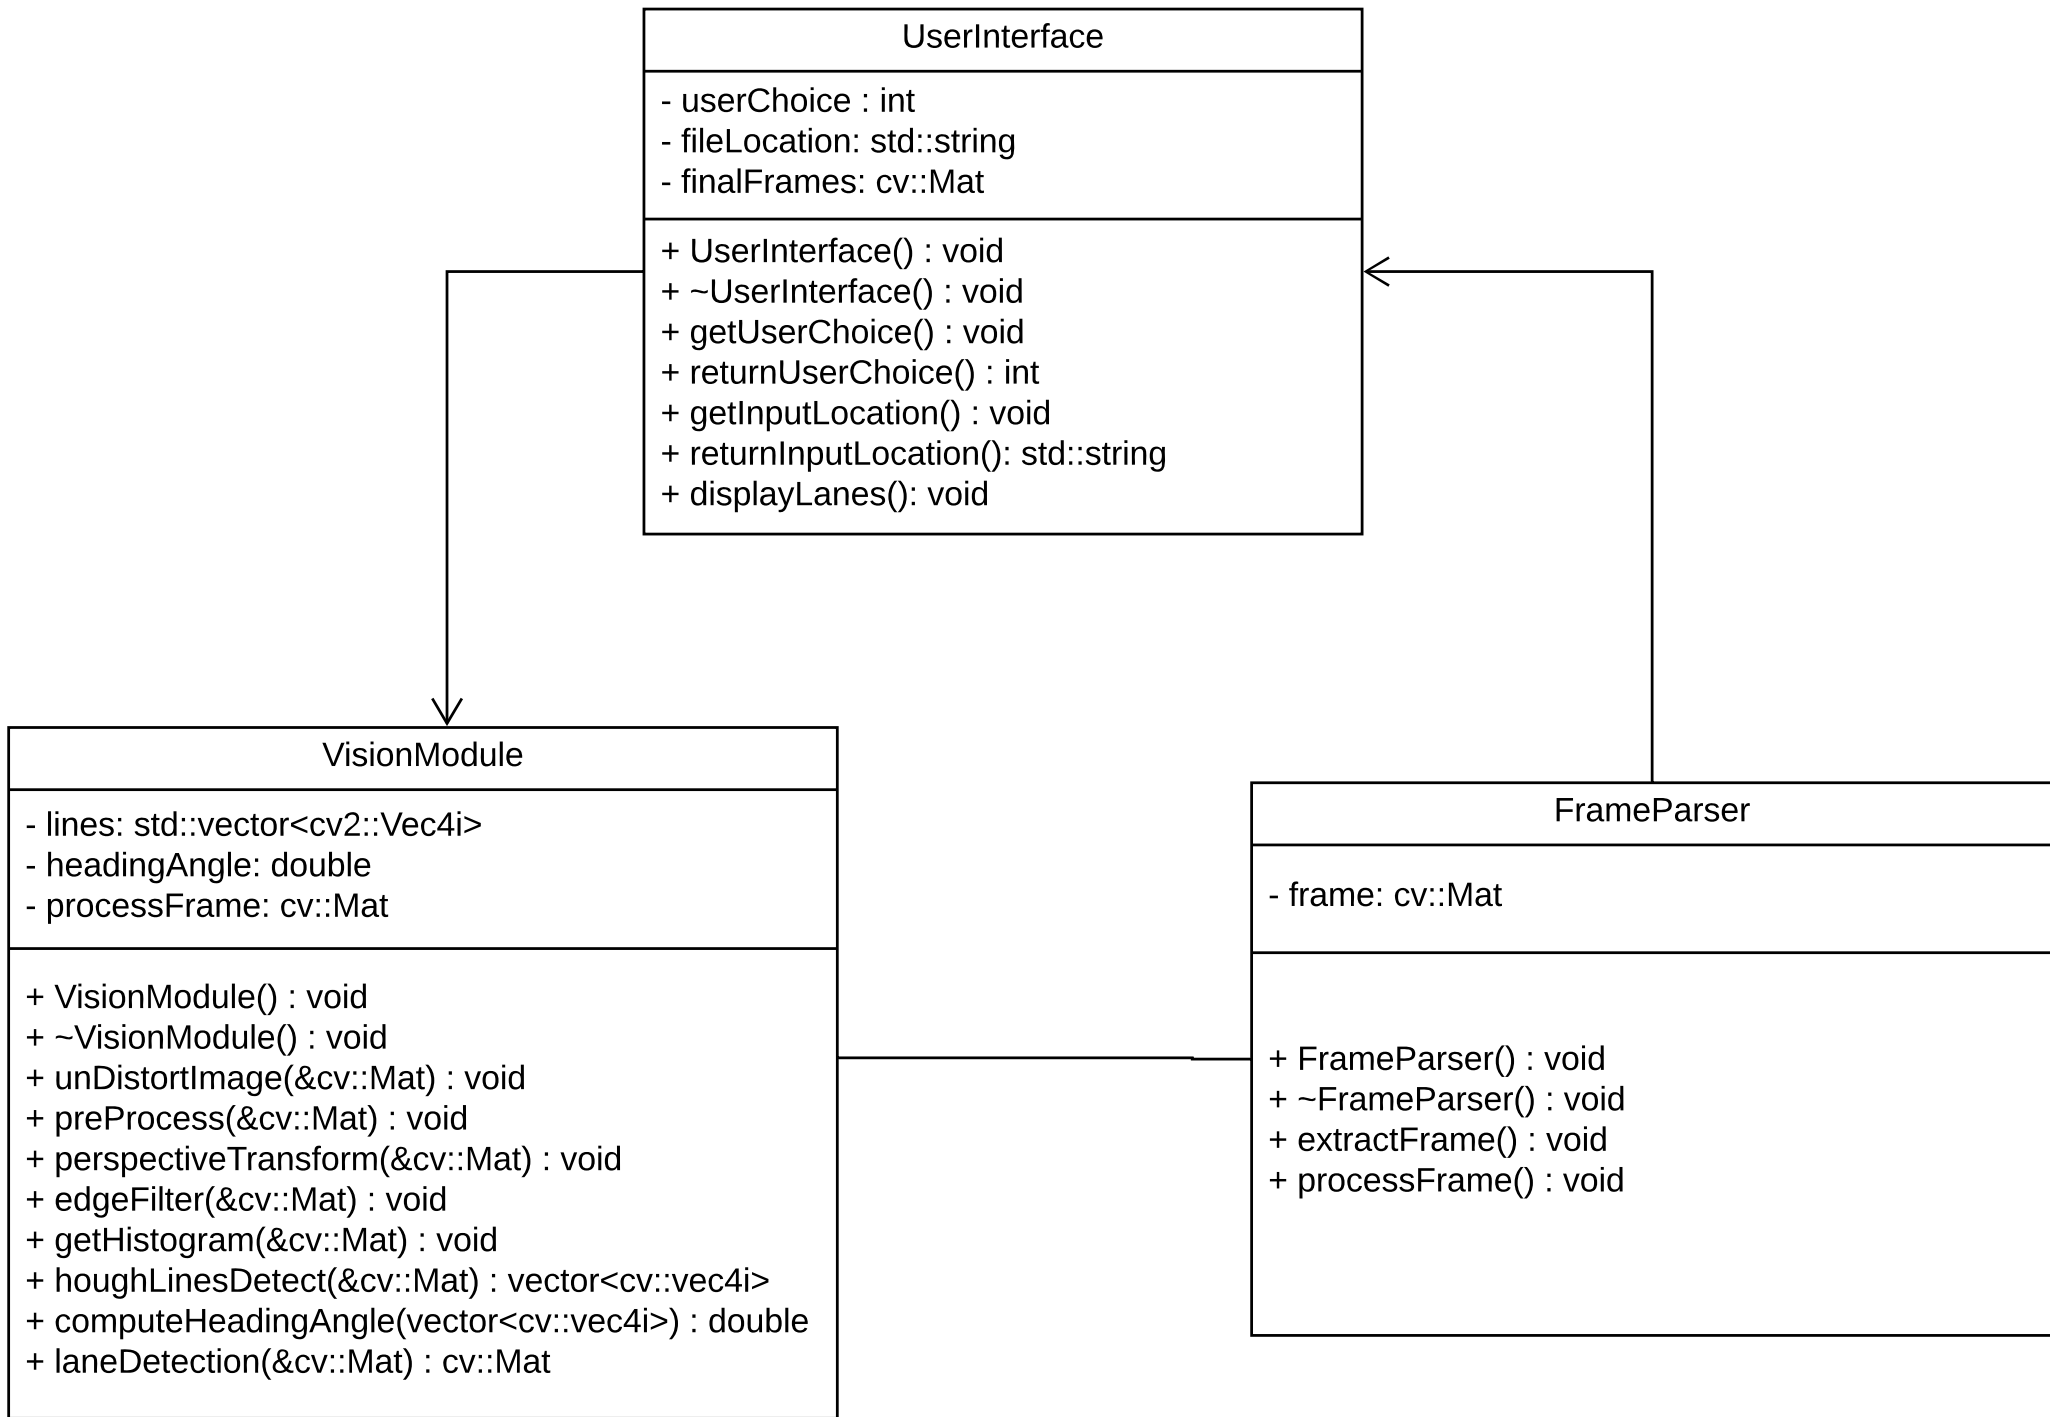 UserInterface
- userChoice : int
- fileLocation: std::string
- finalFrames: cv::Mat
+ UserInterface() : void
+ ~UserInterface() : void
+ getUserChoice() : void
+ returnUserChoice() : int
+ getInputLocation() : void
+ returnInputLocation(): std::string
+ displayLanes(): void
VisionModule
- lines: std::vector<cv2::Vec4i>
- headingAngle: double
- processFrame: cv::Mat
+ VisionModule() : void
+ ~VisionModule() : void
+ unDistortImage(&cv::Mat) : void
+ preProcess(&cv::Mat) : void
+ perspectiveTransform(&cv::Mat) : void
+ edgeFilter(&cv::Mat) : void
+ getHistogram(&cv::Mat) : void
+ houghLinesDetect(&cv::Mat) : vector<cv::vec4i>
+ computeHeadingAngle(vector<cv::vec4i>) : double
+ laneDetection(&cv::Mat) : cv::Mat
FrameParser
- frame: cv::Mat
+ FrameParser() : void
+ ~FrameParser() : void
+ extractFrame() : void
+ processFrame() : void